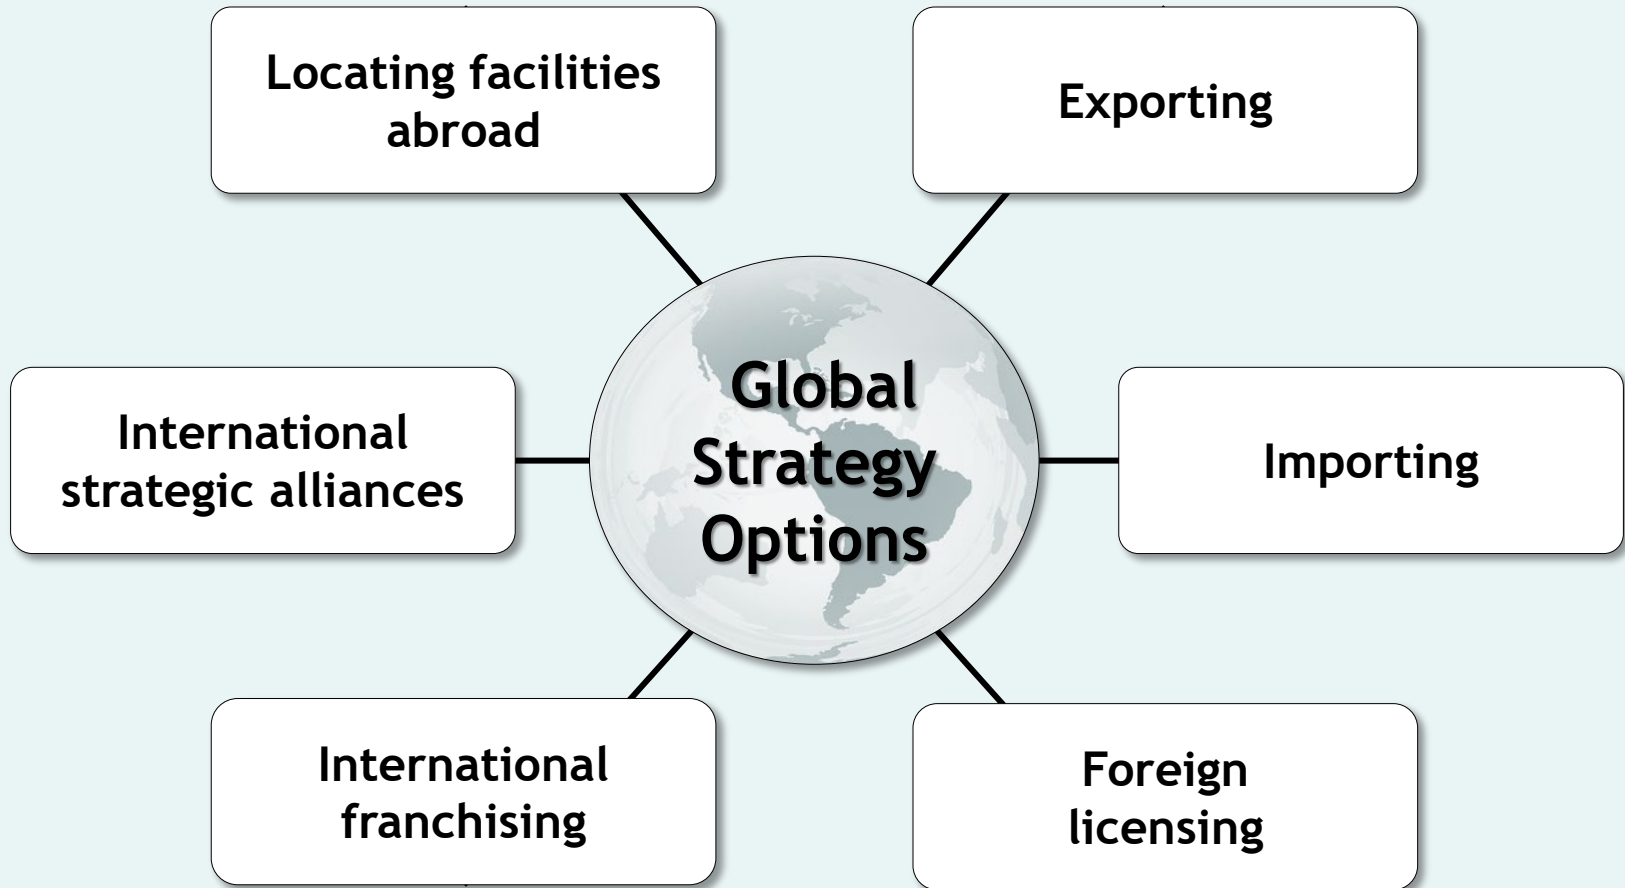 Locating facilities
abroad
Exporting
Global
Strategy
Options
International
strategic alliances
Importing
International
franchising
Foreign
licensing